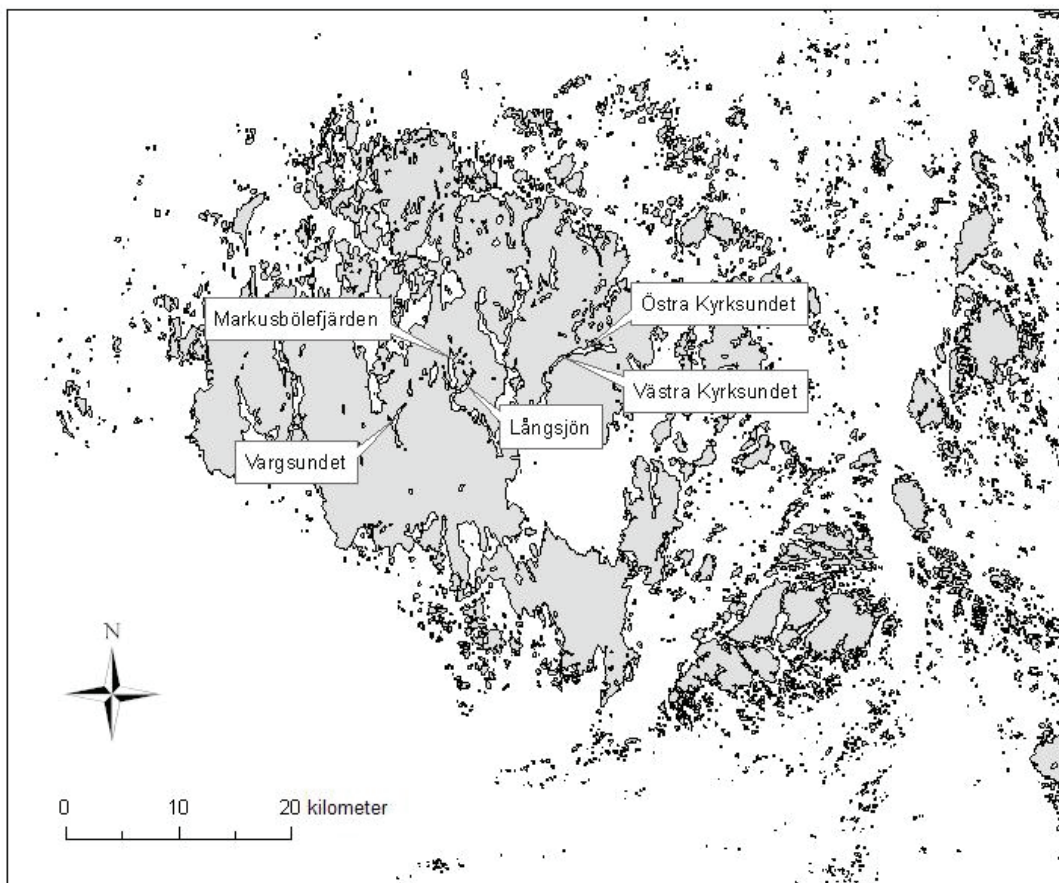 Östra Kyrksundet
Markusbölefjärden
Västra Kyrksundet
Långsjön
Vargsundet
N
0 10 20 kilometer